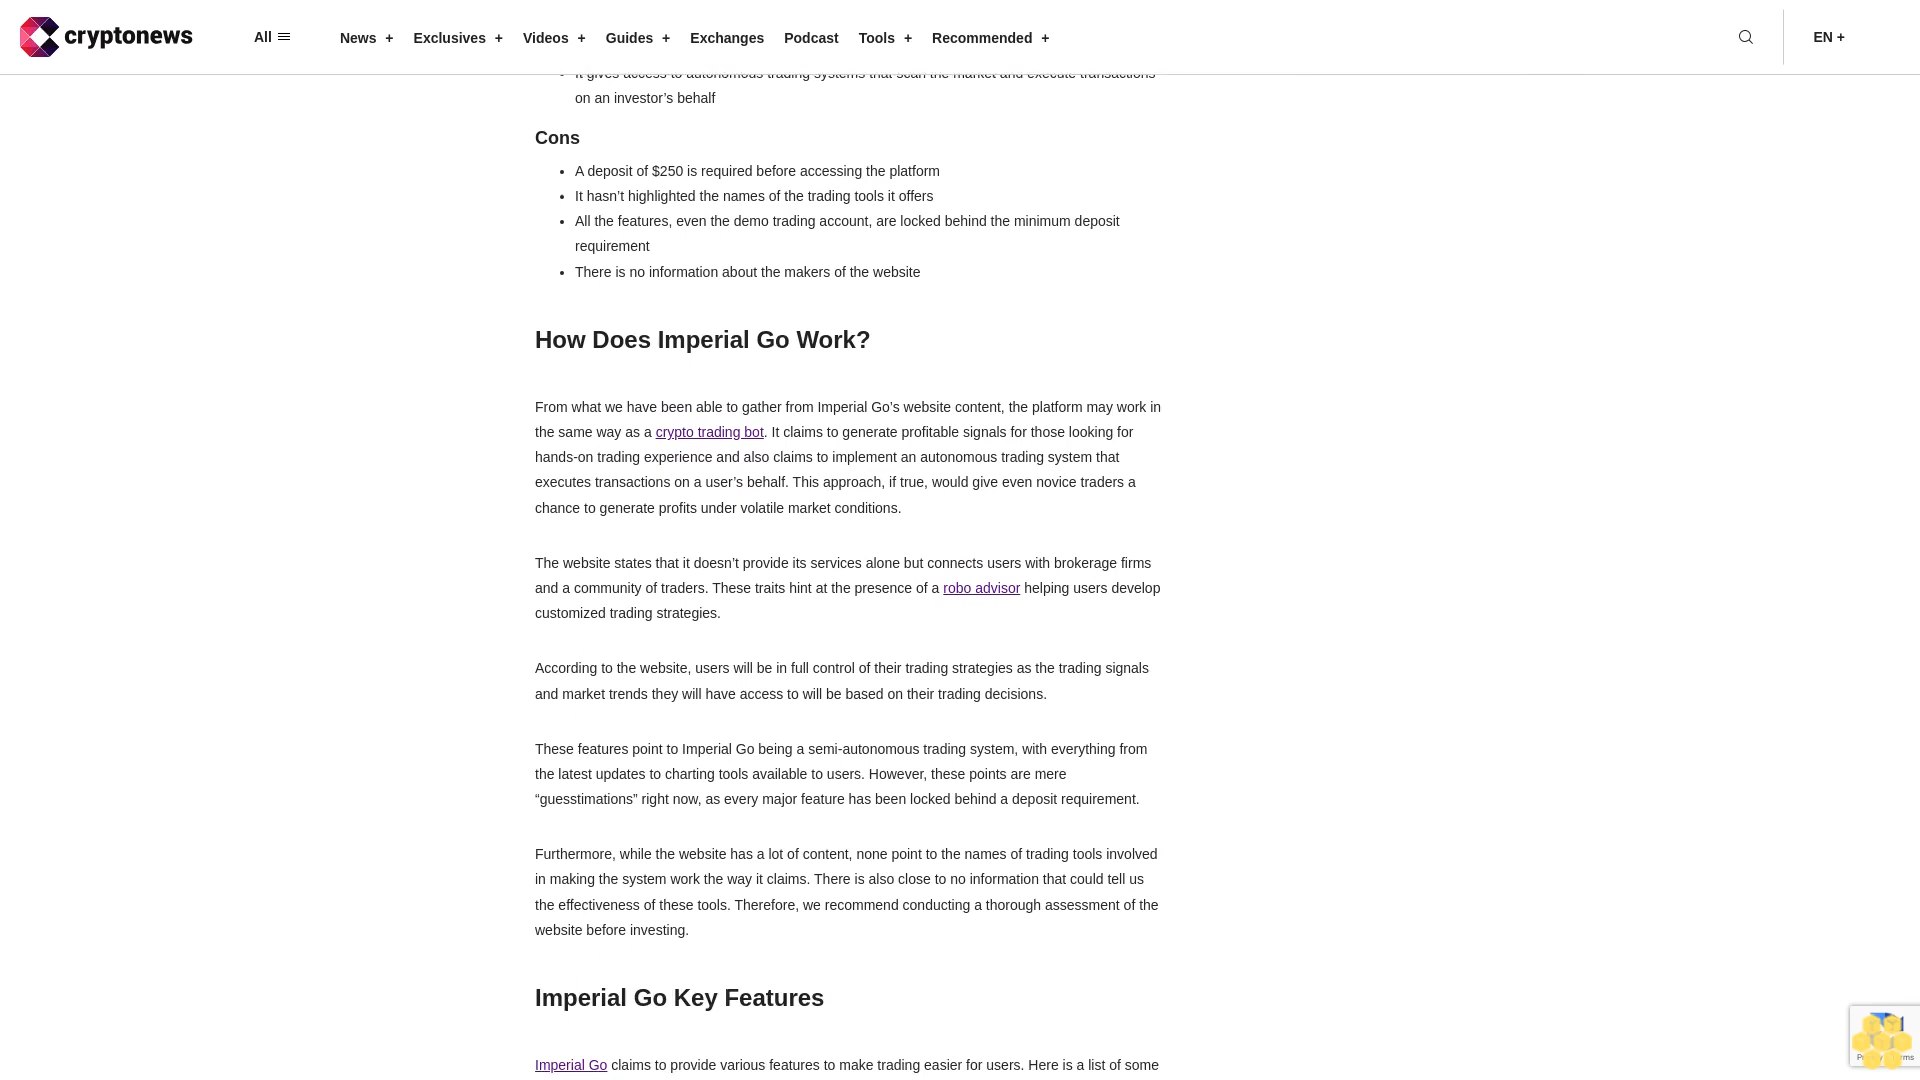 cryptonews
All
News +
Exclusives +
Videos +
Guides +
Exchanges
Podcast
Tools +
Recommended +
EN +
It gives access to autonomous trading systems that scan the market and execute transactions
on an investor’s behalf
Cons
• A deposit of $250 is required before accessing the platform
• It hasn’t highlighted the names of the trading tools it offers
• All the features, even the demo trading account, are locked behind the minimum deposit
requirement
• There is no information about the makers of the website
How Does Imperial Go Work?
From what we have been able to gather from Imperial Go’s website content, the platform may work in
the same way as a crypto trading bot. It claims to generate profitable signals for those looking for
hands-on trading experience and also claims to implement an autonomous trading system that
executes transactions on a user’s behalf. This approach, if true, would give even novice traders a
chance to generate profits under volatile market conditions.
The website states that it doesn’t provide its services alone but connects users with brokerage firms
and a community of traders. These traits hint at the presence of a robo advisor helping users develop
customized trading strategies.
According to the website, users will be in full control of their trading strategies as the trading signals
and market trends they will have access to will be based on their trading decisions.
These features point to Imperial Go being a semi-autonomous trading system, with everything from
the latest updates to charting tools available to users. However, these points are mere
“guesstimations” right now, as every major feature has been locked behind a deposit requirement.
Furthermore, while the website has a lot of content, none point to the names of trading tools involved
in making the system work the way it claims. There is also close to no information that could tell us
the effectiveness of these tools. Therefore, we recommend conducting a thorough assessment of the
website before investing.
Imperial Go Key Features
Imperial Go claims to provide various features to make trading easier for users. Here is a list of some